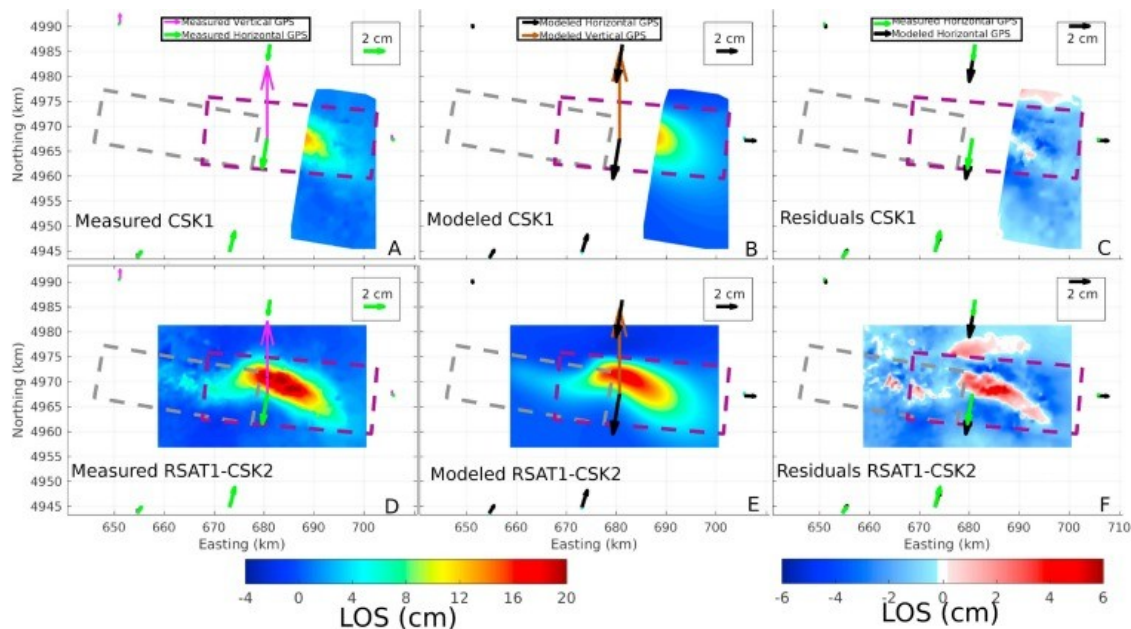 Measured Vertical GPS
Measured Horizontal GPS
2 cm
Measured CSK1
A
Modeled Horizontal GPS
Modeled Vertical GPS
2 cm
Modeled CSK1
B
Measured Horizontal GPS
Modeled Horizontal GPS
2 cm
Residuals CSK1
C
Northing (km)
4990
4985
4980
4975
4970
4965
4960
4955
4950
4945
2 cm
Measured RSAT1-CSK2
D
2 cm
Modeled RSAT1-CSK2
E
2 cm
Residuals RSAT1-CSK2
F
Northing (km)
4990
4985
4980
4975
4970
4965
4960
4955
4950
4945
650 660 670 680 690 700
650 660 670 680 690 700
650 660 670 680 690 700 710
Easting (km)
Easting (km)
Easting (km)
-4 0 4 8 12 16 20
LOS (cm)
-6 -4 -2 0 2 4 6
LOS (cm)